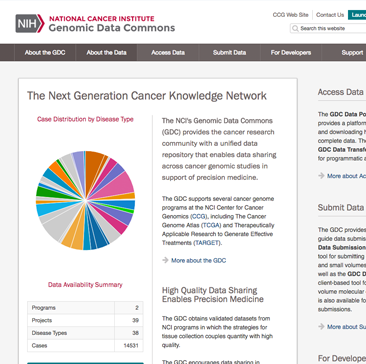 CCG Web Site Contact Us Laun
NIH NATIONAL CANCER INSTITUTE
Genomic Data Commons
Search this website
About the GDC About the Data Access Data Submit Data For Developers Support
The Next Generation Cancer Knowledge Network
Case Distribution by Disease Type
Data Availability Summary
Programs 2
Projects 39
Disease Types 38
Cases 14531
The NCI's Genomic Data Commons
(GDC) provides the cancer research
community with a unified data
repository that enables data sharing
across cancer genomic studies in
support of precision medicine.
The GDC supports several cancer genome
programs at the NCI Center for Cancer
Genomics (CCG), including The Cancer
Genome Atlas (TCGA) and Therapeutically
Applicable Research to Generate Effective
Treatments (TARGET).
More about the GDC
High Quality Data Sharing
Enables Precision Medicine
The GDC obtains validated datasets from
NCI programs in which the strategies for
tissue collection couples quantity with high
quality.
The GDC encourages data sharing in
Access Data
The GDC Data Po
provides a platform
and downloading h
complete data. The
GDC Data Transfe
for programmatic a
More about Ac
Submit Data
The GDC provides
guide data submis
Data Submission
tool for submitting
and small volumes
well as the GDC D
client-based tool fo
volume molecular
is also available fo
submissions.
More about Su
For Develope